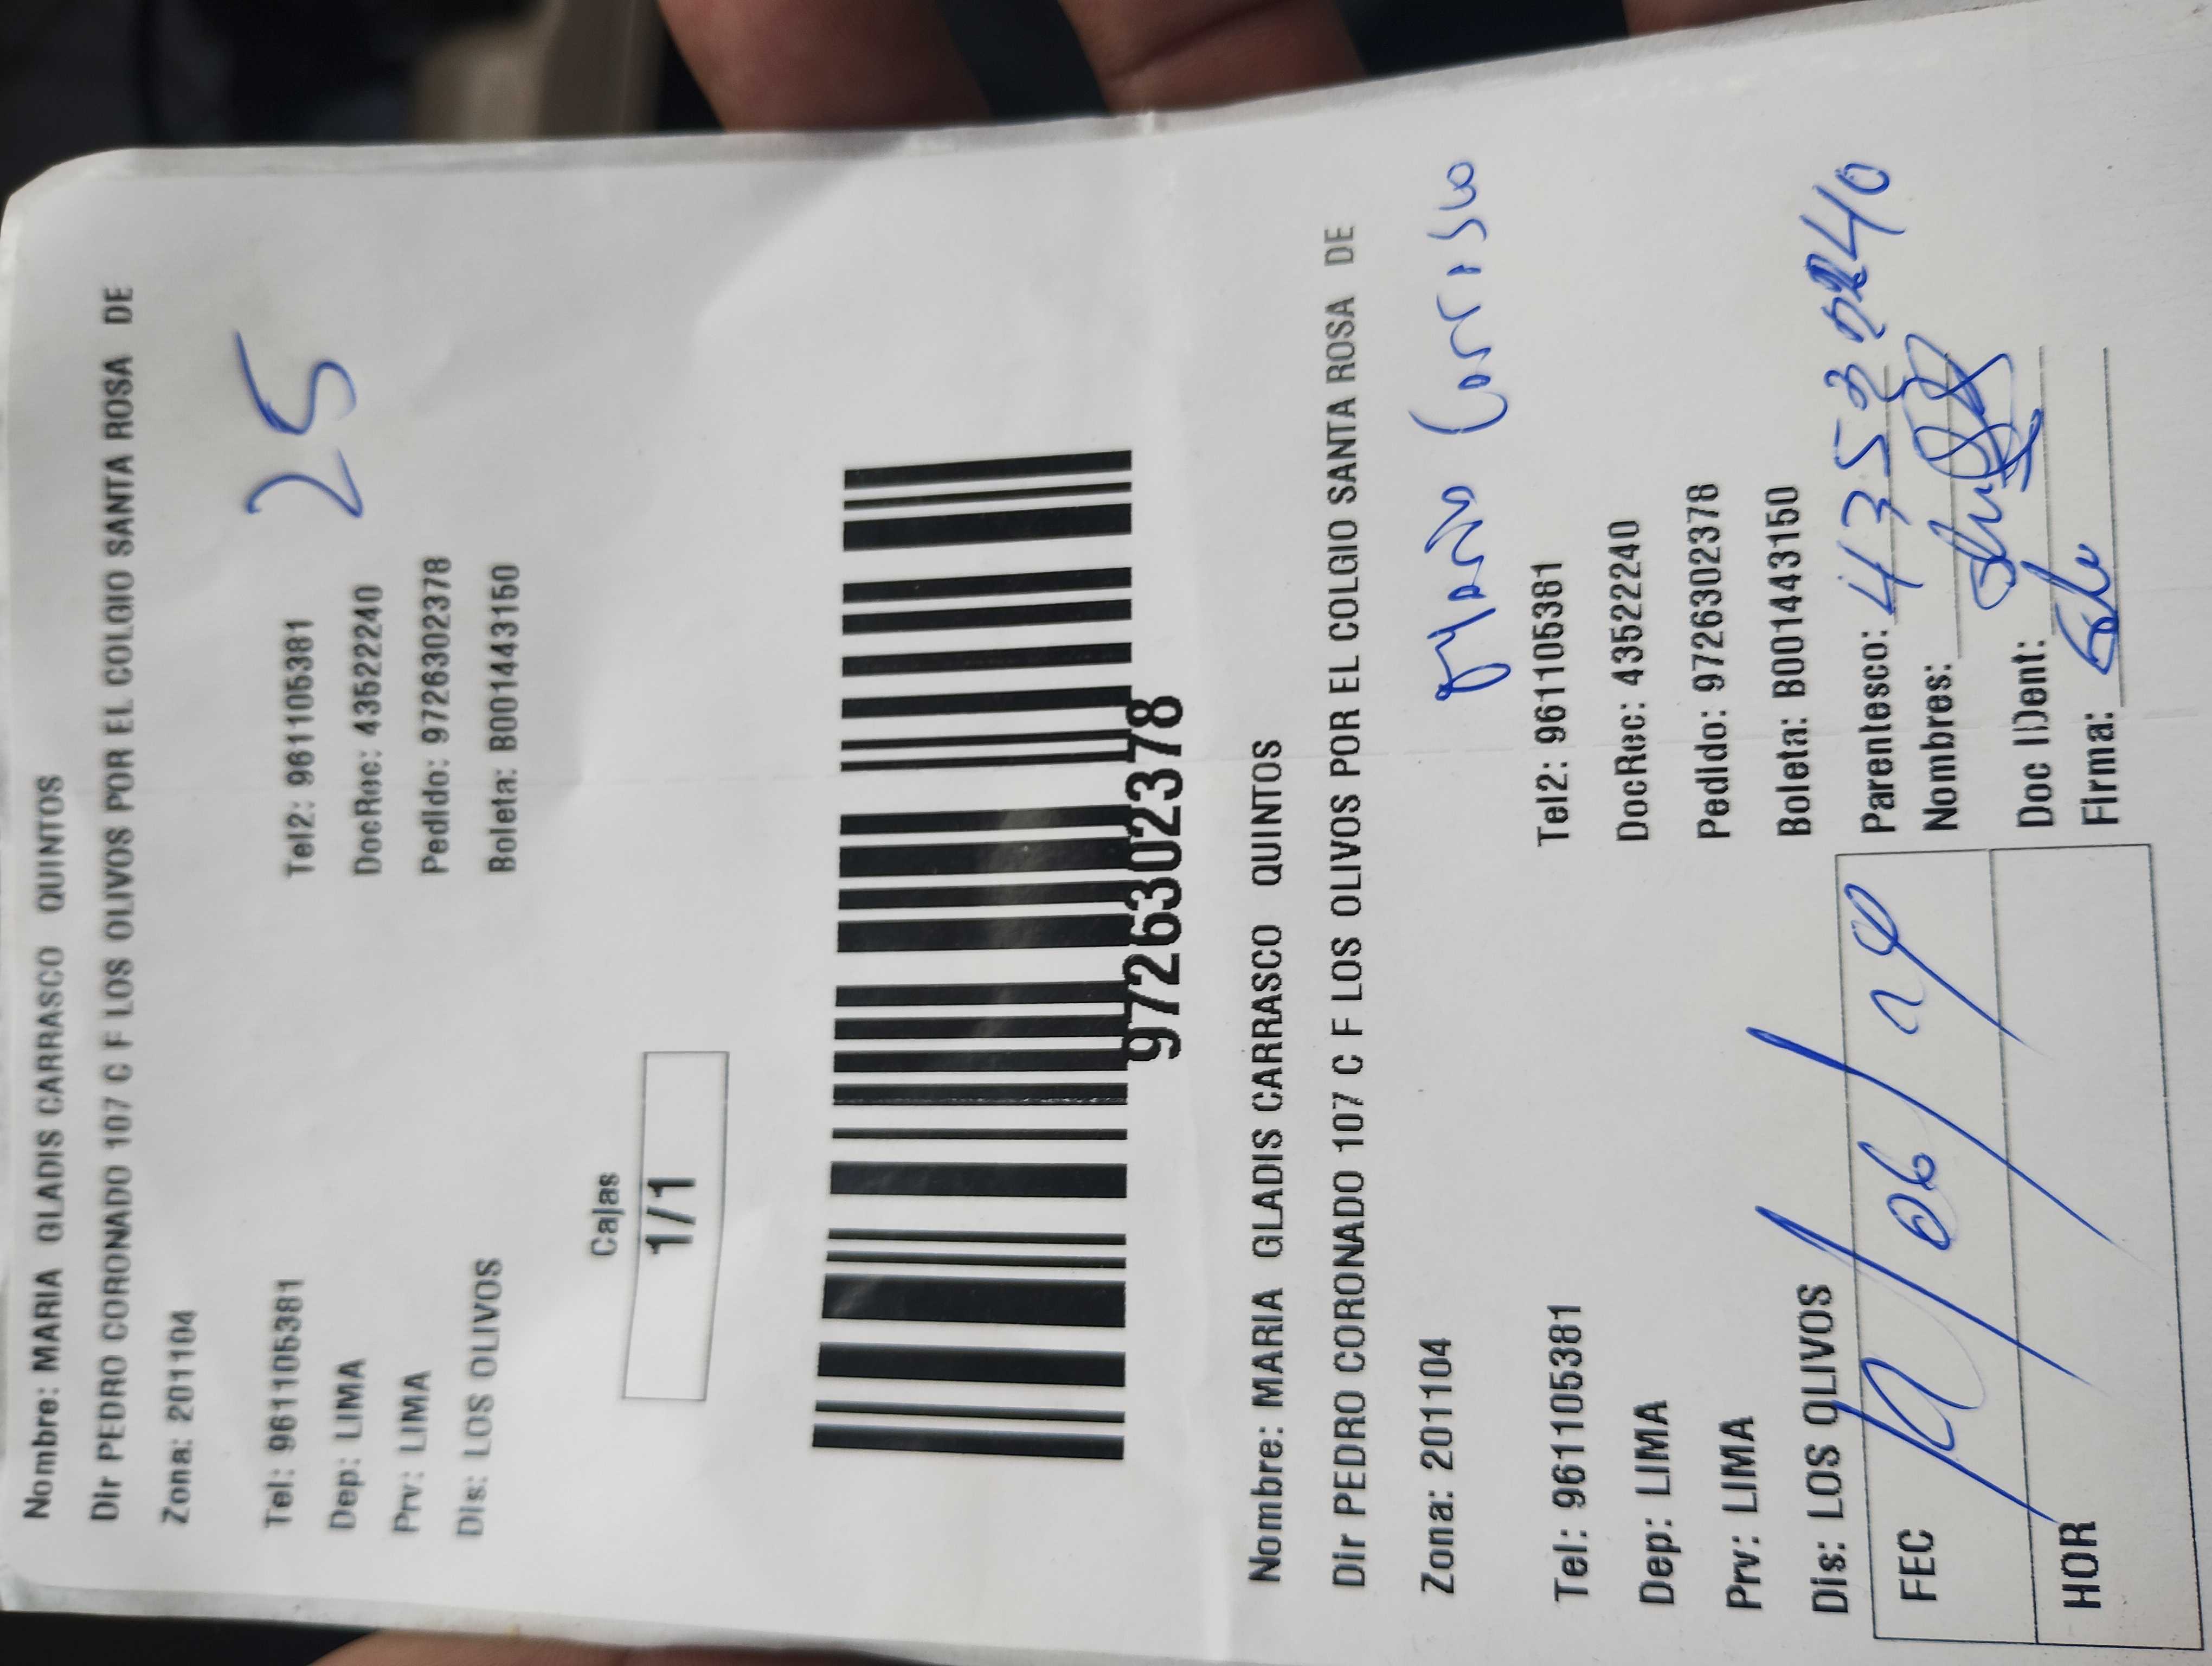 Nombre: MARIA GLADIS CARRASCO QUINTOS
Dir PEDRO CORONADO 107 C F LOS OLIVOS POR EL COLGIO SANTA ROSA DE
Zona: 201104
25
Tel: 961105381 Tel2: 961105381
Dep: LIMA DocRec: 43522240
Prv: LIMA Pedido: 9726302378
Dis: LOS OLIVOS Boleta: B001443150
Cajas
1/1
9726302378
Nombre: MARIA GLADIS CARRASCO QUINTOS
Dir PEDRO CORONADO 107 C F LOS OLIVOS POR EL COLGIO SANTA ROSA DE
Zona: 201104
Tel: 961105381 Tel2: 961105381
Dep: LIMA DocRec: 43522240
Prv: LIMA Pedido: 9726302378
Dis: LOS OLIVOS Boleta: B001443150
FEC Parentesco:
Nombres:
HOR Doc IDent:
Firma: